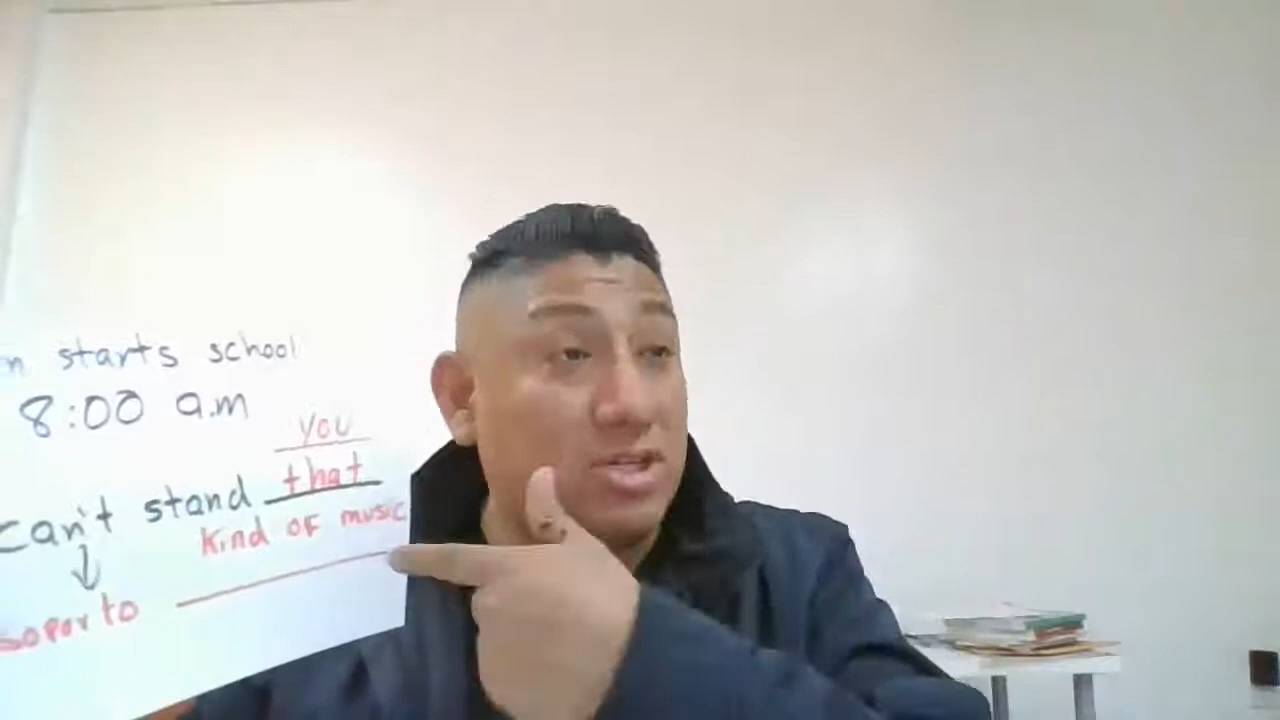 n starts school
8:00 a.m
you
can't stand that
kind of music
soporto